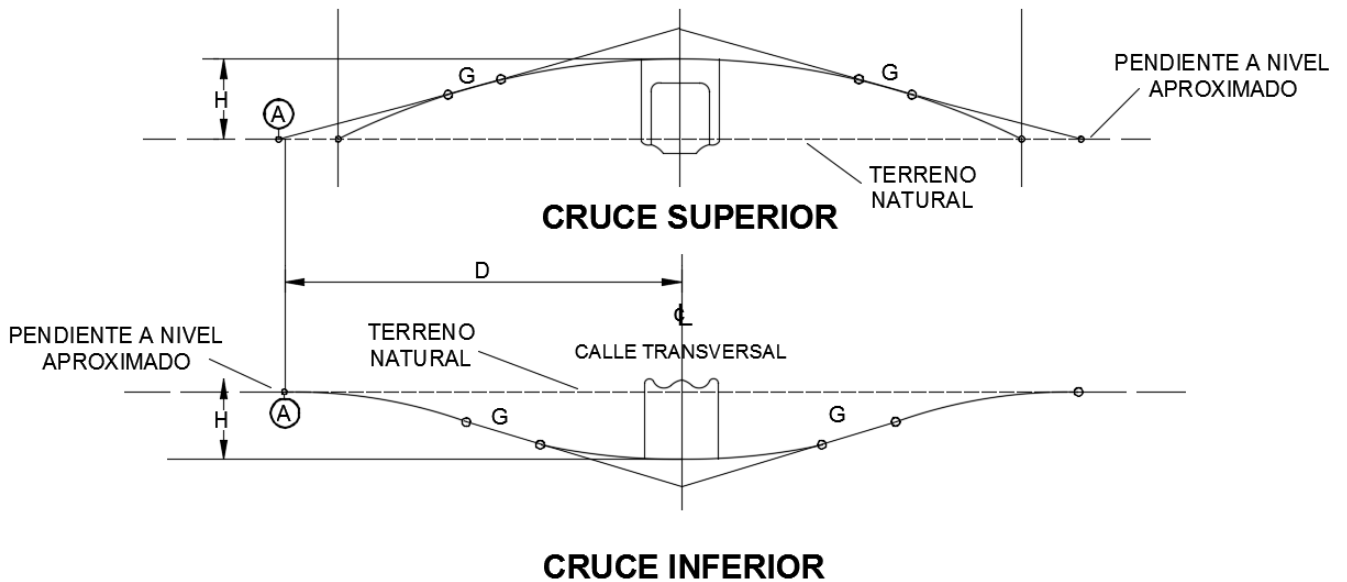 G
G
PENDIENTE A NIVEL
APROXIMADO
H
A
TERRENO
NATURAL
CRUCE SUPERIOR
D
℄
PENDIENTE A NIVEL
APROXIMADO
TERRENO
NATURAL
CALLE TRANSVERSAL
A
H
G
G
CRUCE INFERIOR